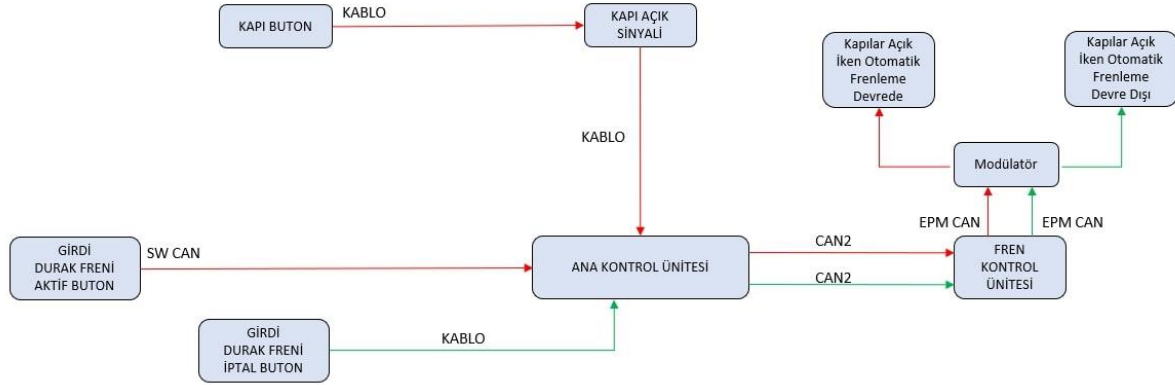 KAPI BUTON
KABLO
KAPI AÇIK
SİNYALİ
Kapılar Açık
İken Otomatik
Frenleme
Devrede
Kapılar Açık
İken Otomatik
Frenleme
Devre Dışı
KABLO
Modülatör
EPM CAN
EPM CAN
GİRDİ
DURAK FRENİ
AKTİF BUTON
SW CAN
ANA KONTROL ÜNİTESİ
CAN2
CAN2
FREN
KONTROL
ÜNİTESİ
GİRDİ
DURAK FRENİ
İPTAL BUTON
KABLO